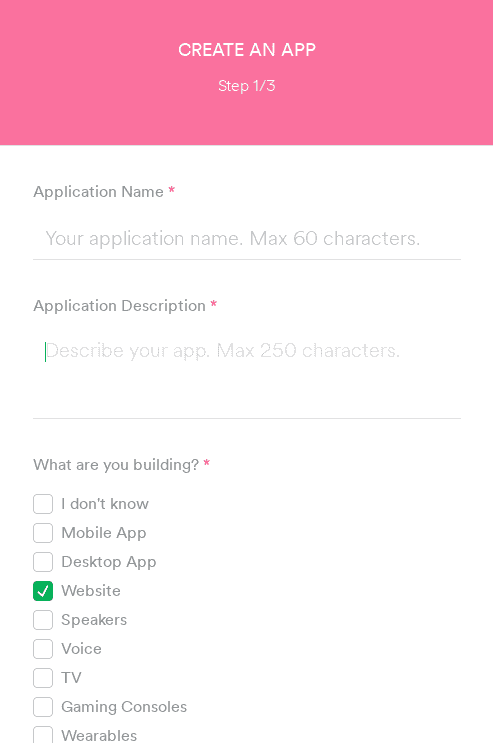 CREATE AN APP
Step 1/3
Application Name *
Your application name. Max 60 characters.
Application Description *
Describe your app. Max 250 characters.
What are you building? *
I don't know
Mobile App
Desktop App
Website
Speakers
Voice
TV
Gaming Consoles
Wearables